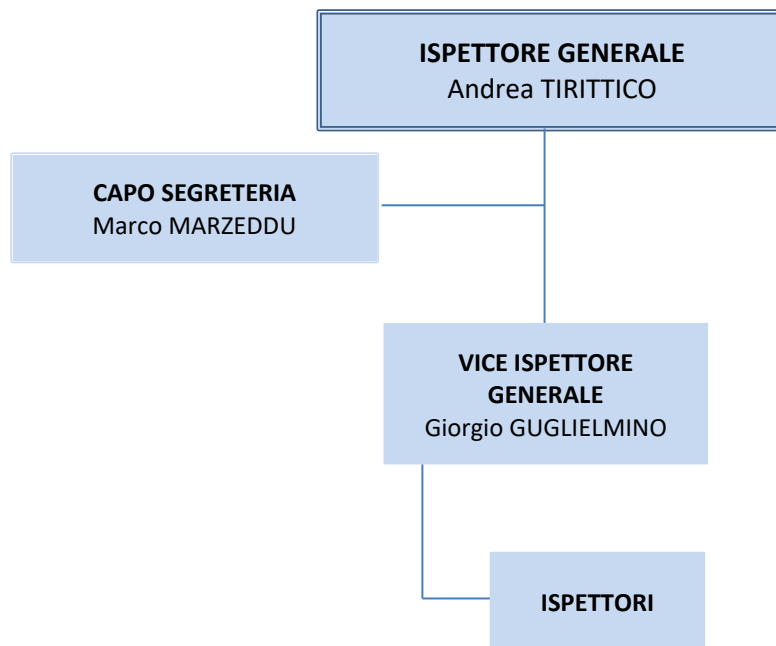 ISPETTORE GENERALE
Andrea TIRITTICO
CAPO SEGRETERIA
Marco MARZEDDU
VICE ISPETTORE
GENERALE
Giorgio GUGLIELMINO
ISPETTORI